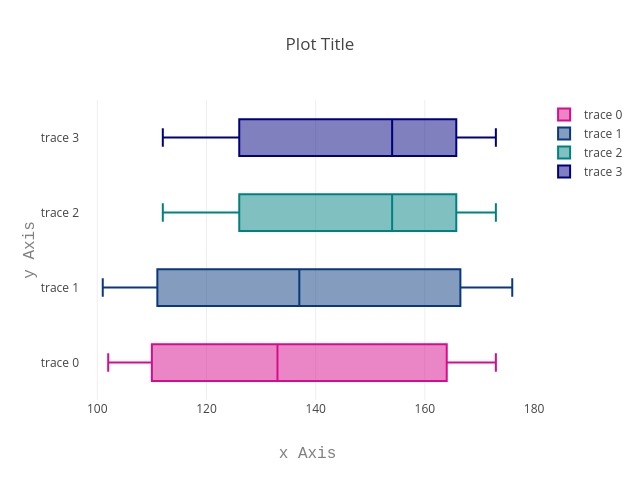 Plot Title
trace 3
trace 2
trace 1
trace 0
y Axis
100 120 140 160 180
x Axis
trace 0
trace 1
trace 2
trace 3